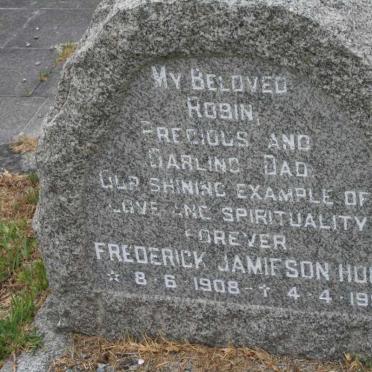 MY BELOVED
ROBIN,
PRECIOUS AND
DARLING DAD
OUR SHINING EXAMPLE OF
LOVE AND SPIRITUALITY
FOREVER
FREDERICK JAMIESON
* 8·6·1908 - † 4·4·